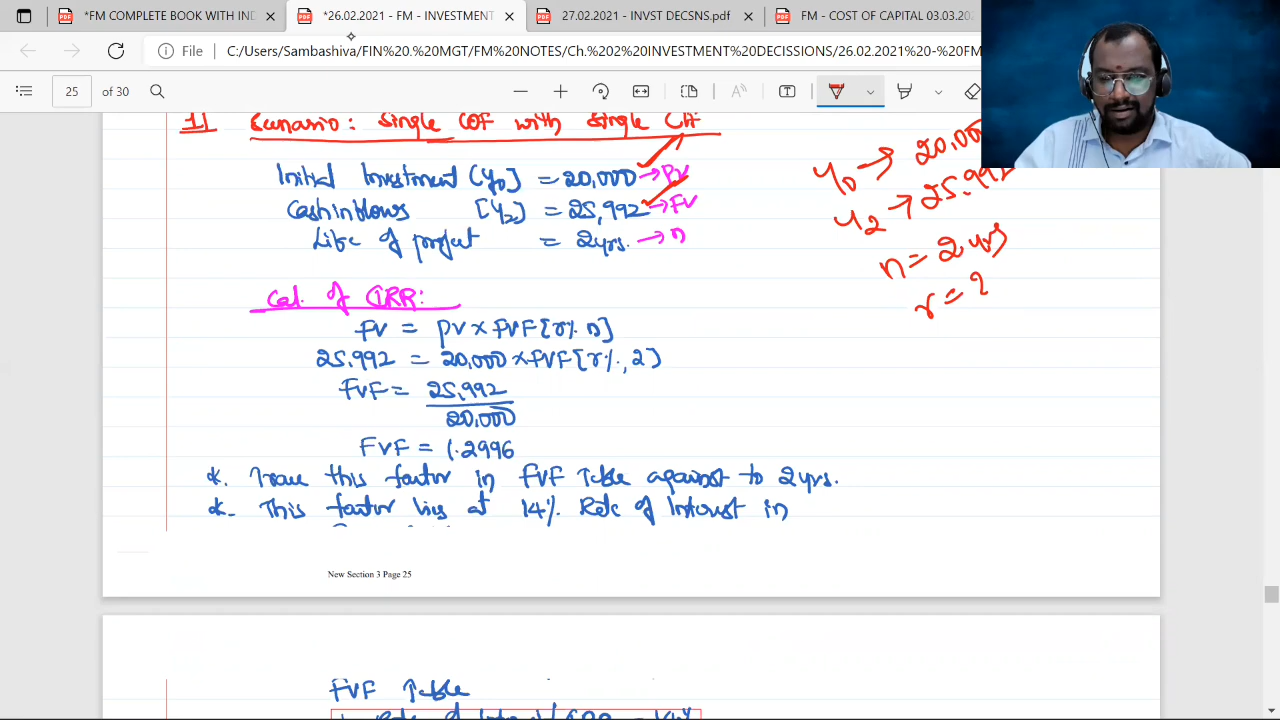 *FM COMPLETE BOOK WITH IND
*26.02.2021 - FM - INVESTMENT
27.02.2021 - INVST DECSNS.pdf
FM - COST OF CAPITAL 03.03.20
File
C:/Users/Sambashiva/FIN%20.%20MGT/FM%20NOTES/Ch.%202%20INVESTMENT%20DECISSIONS/26.02.2021%20-%20FM
25 of 30
1) Scenario: Single COF with Single CIF
Initial Investment [Y0] = 20,000 → PV
Cash inflows [Y2] = 25,992 → FV
Life of project = 2yrs. → n
Y0 → 20,000
Y2 → 25,992
n = 2 yrs
r = ?
Cal. of IRR:
FV = PV × FVF [r%, n]
25,992 = 20,000 × FVF [r%, 2]
FVF = 25,992
20,000
FVF = 1.2996
*. Trace this factor in FVF Table against to 2yrs.
*. This factor lies at 14%. Rate of Interest in
New Section 3 Page 25
FVF Table